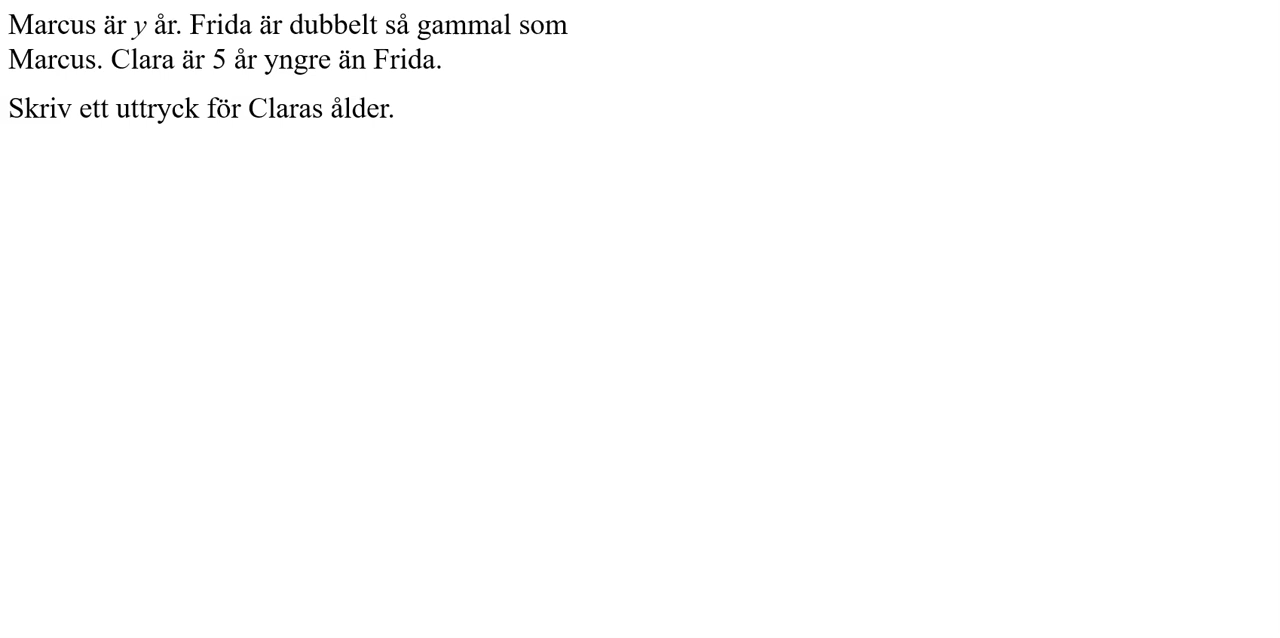 Marcus är y år. Frida är dubbelt så gammal som
Marcus. Clara är 5 år yngre än Frida.
Skriv ett uttryck för Claras ålder.